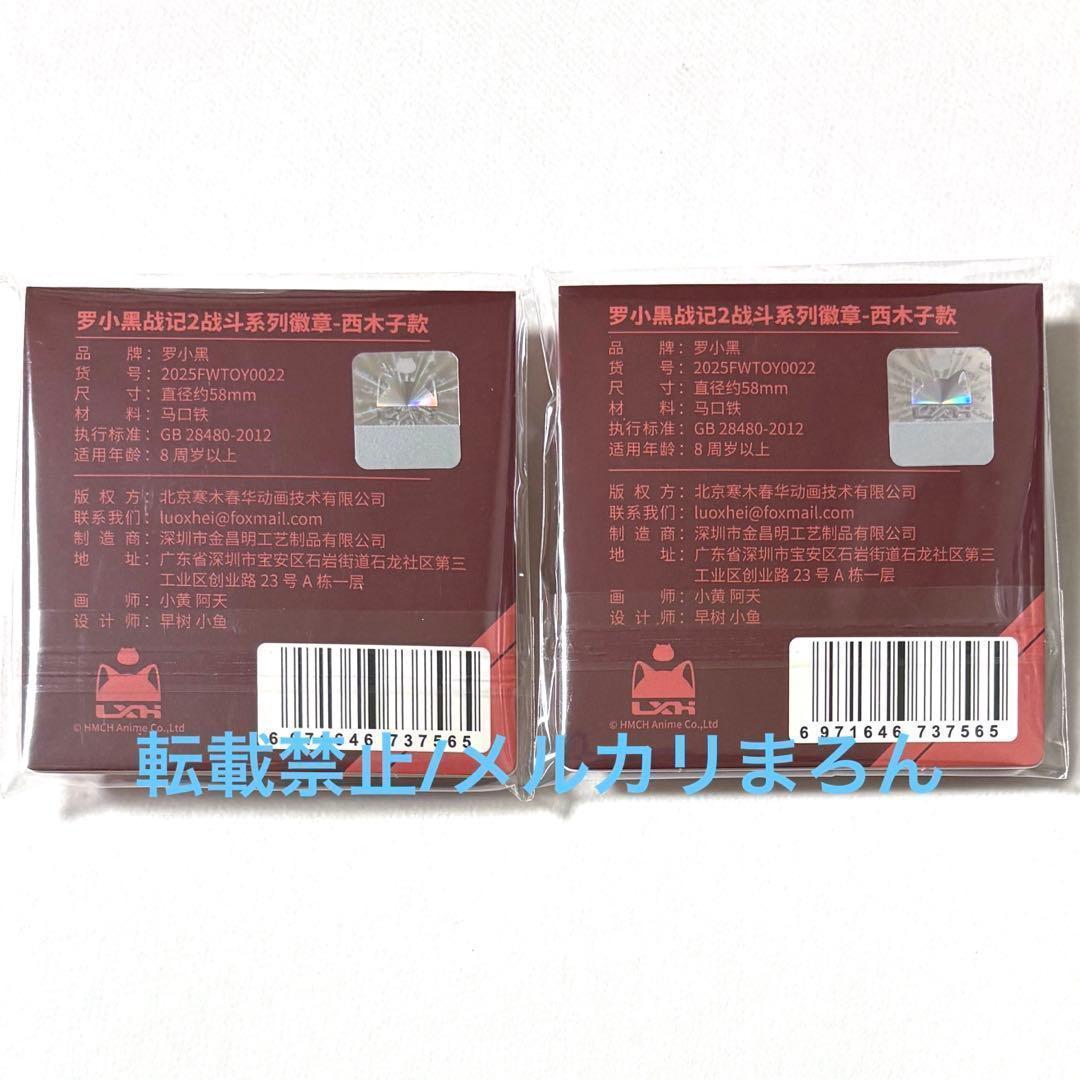 罗小黑战记2战斗系列徽章-西木子款
品 牌：罗小黑
货 号：2025FWTOY0022
尺 寸：直径约58mm
材 料：马口铁
执行标准：GB 28480-2012
适用年龄：8 周岁以上
版 权 方：北京寒木春华动画技术有限公司
联系我们：luoxhei@foxmail.com
制 造 商：深圳市金昌明工艺制品有限公司
地 址：广东省深圳市宝安区石岩街道石龙社区第三
工业区创业路 23 号 A 栋一层
画 师：小黄 阿天
设 计 师：早树 小鱼
LXH
© HMCH Anime Co.,Ltd
6 971646 737565
罗小黑战记2战斗系列徽章-西木子款
品 牌：罗小黑
货 号：2025FWTOY0022
尺 寸：直径约58mm
材 料：马口铁
执行标准：GB 28480-2012
适用年龄：8 周岁以上
版 权 方：北京寒木春华动画技术有限公司
联系我们：luoxhei@foxmail.com
制 造 商：深圳市金昌明工艺制品有限公司
地 址：广东省深圳市宝安区石岩街道石龙社区第三
工业区创业路 23 号 A 栋一层
画 师：小黄 阿天
设 计 师：早树 小鱼
LXH
© HMCH Anime Co.,Ltd
6 971646 737565
転載禁止/メルカリまろん